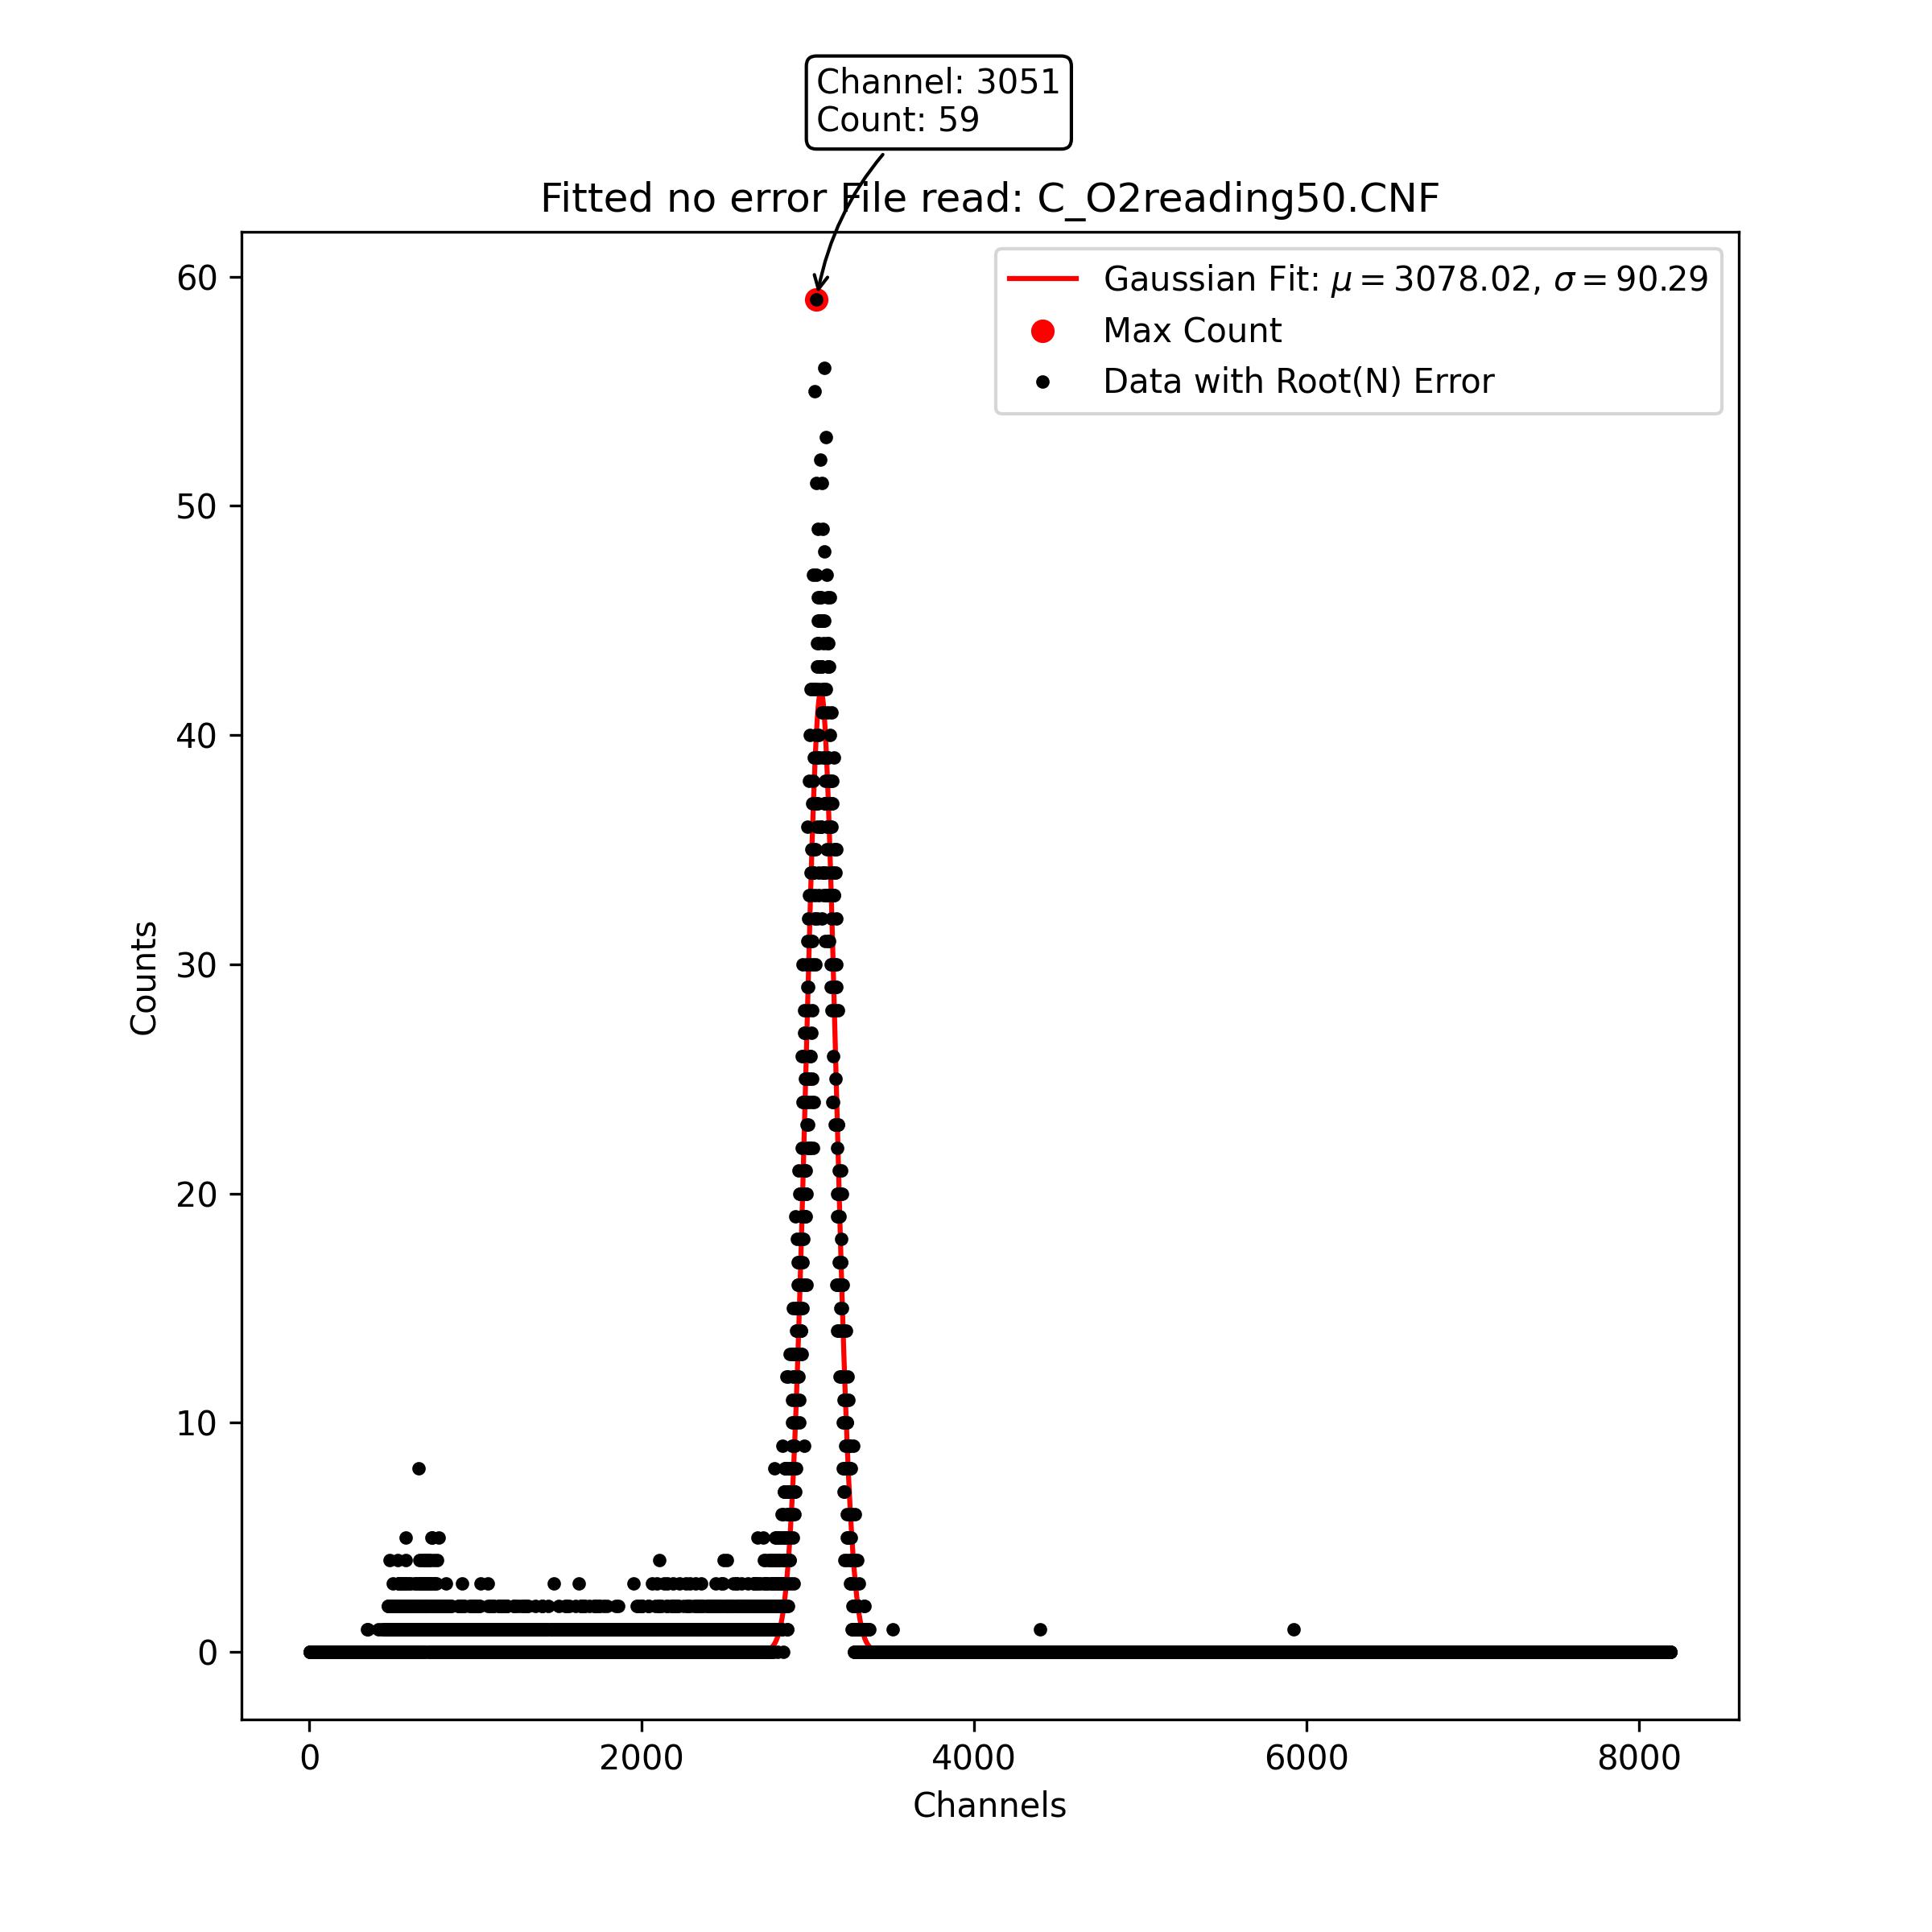 Channel: 3051
Count: 59
Fitted no error File read: C_O2reading50.CNF
Gaussian Fit: μ = 3078.02, σ = 90.29
Max Count
Data with Root(N) Error
60
50
40
30
20
10
0
Counts
0 2000 4000 6000 8000
Channels